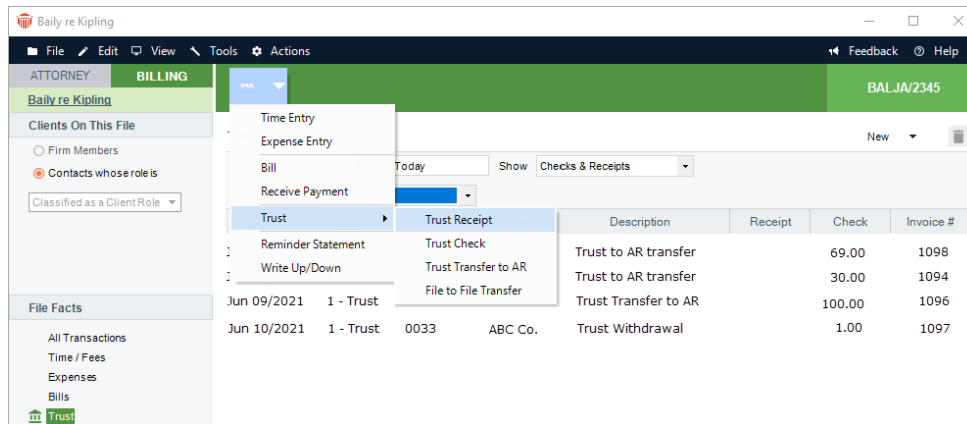 Baily re Kipling
File Edit View Tools Actions Feedback Help
ATTORNEY BILLING
BALJA/2345
Baily re Kipling
Clients On This File
Firm Members
Contacts whose role is
Classified as a Client Role
Time Entry
Expense Entry
Bill
Receive Payment
Trust
Reminder Statement
Write Up/Down
Trust Receipt
Trust Check
Trust Transfer to AR
File to File Transfer
New
Today Show Checks & Receipts
Description Receipt Check Invoice #
Trust to AR transfer 69.00 1098
Trust to AR transfer 30.00 1094
Jun 09/2021 1 - Trust Trust Transfer to AR 100.00 1096
Jun 10/2021 1 - Trust 0033 ABC Co. Trust Withdrawal 1.00 1097
File Facts
All Transactions
Time / Fees
Expenses
Bills
Trust